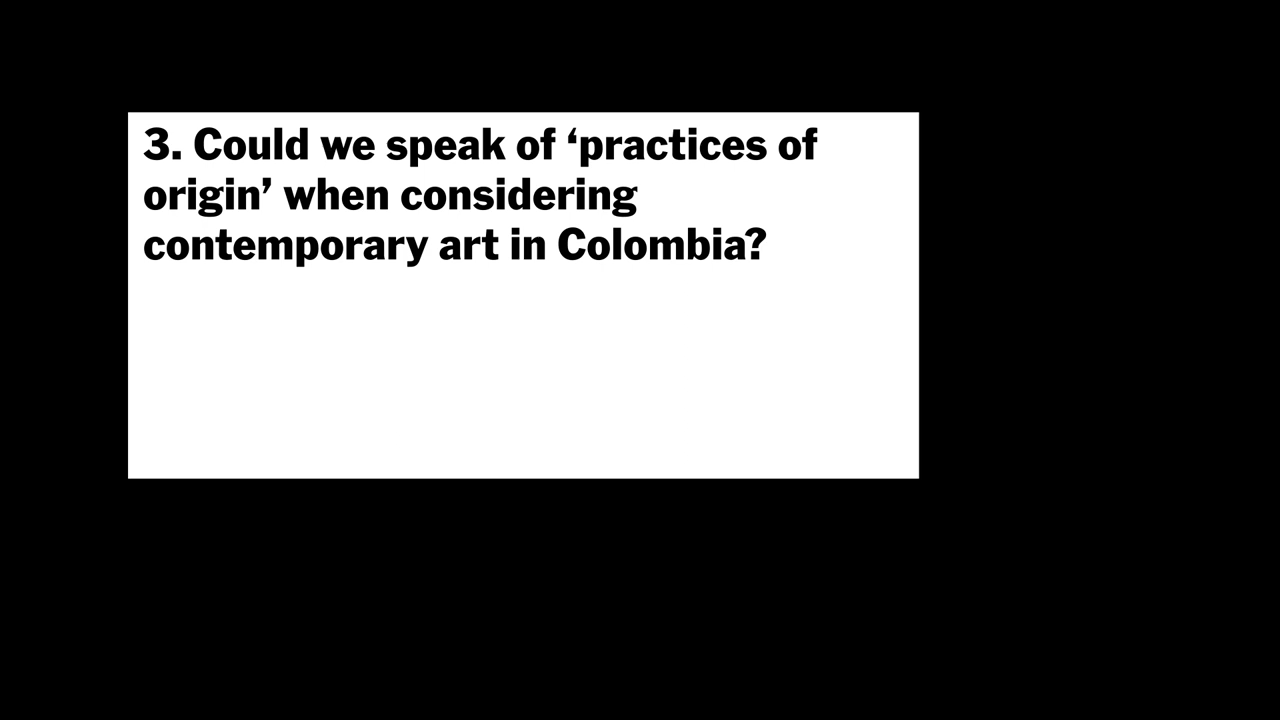 3. Could we speak of ‘practices of
origin’ when considering
contemporary art in Colombia?